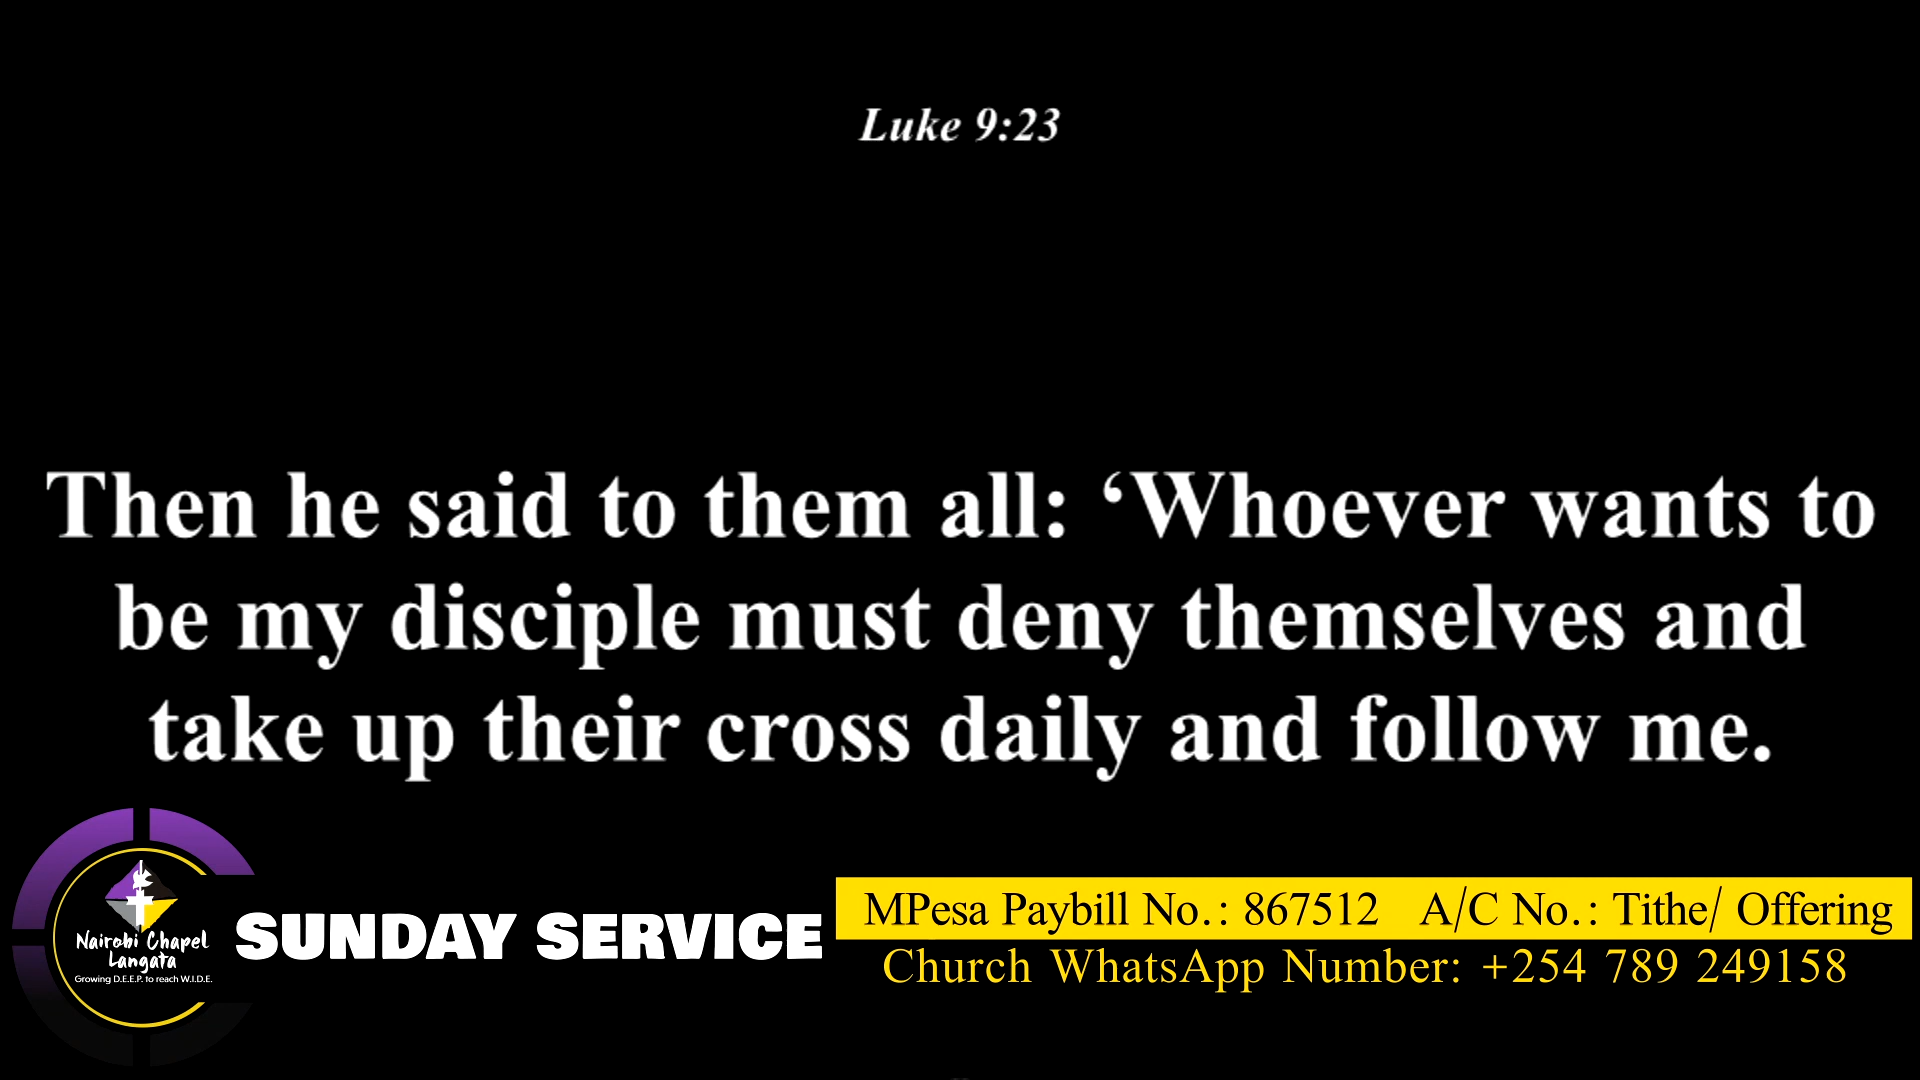 Luke 9:23
Then he said to them all: ‘Whoever wants to
be my disciple must deny themselves and
take up their cross daily and follow me.
Nairobi Chapel
Langata
Growing D.E.E.P. to reach W.I.D.E.
SUNDAY SERVICE
MPesa Paybill No.: 867512 A/C No.: Tithe/ Offering
Church WhatsApp Number: +254 789 249158